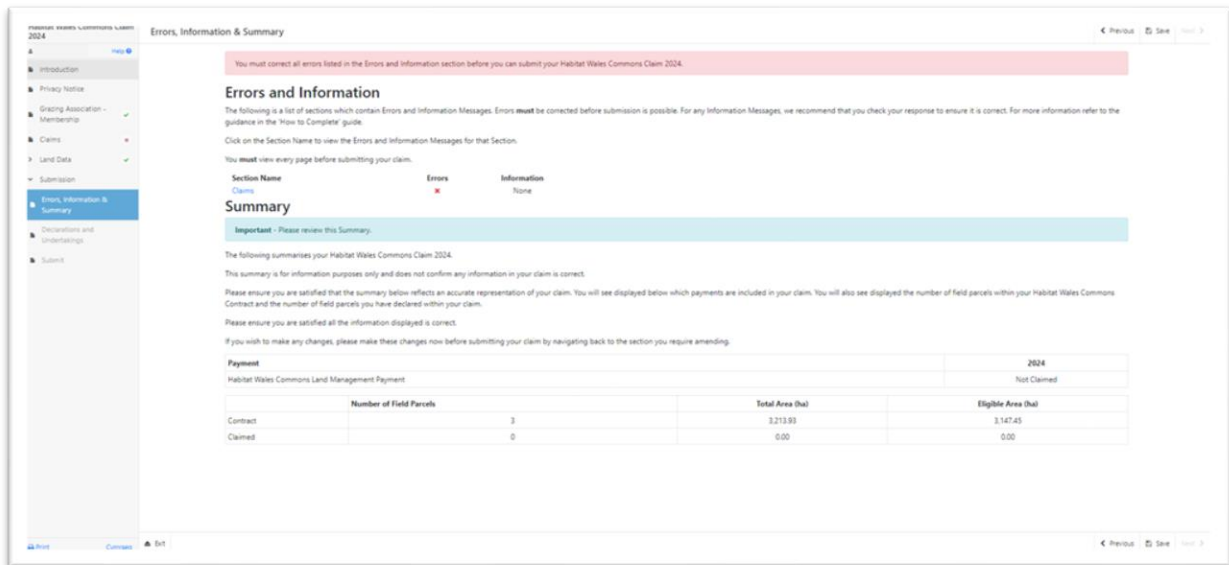 Habitat Wales Commons Claim
2024
Help
Introduction
Privacy Notice
Grazing Association -
Membership
Claims
Land Data
Submission
Errors, Information &
Summary
Declarations and
Undertakings
Submit
Print
Cymraeg
Errors, Information & Summary
Previous Save Next
You must correct all errors listed in the Errors and Information section before you can submit your Habitat Wales Commons Claim 2024.
Errors and Information
The following is a list of sections which contain Errors and Information Messages. Errors must be corrected before submission is possible. For any Information Messages, we recommend that you check your response to ensure it is correct. For more information refer to the
guidance in the 'How to Complete' guide.
Click on the Section Name to view the Errors and Information Messages for that Section.
You must view every page before submitting your claim.
Section Name Errors Information
Claims None
Summary
Important - Please review this Summary.
The following summarises your Habitat Wales Commons Claim 2024.
This summary is for information purposes only and does not confirm any information in your claim is correct.
Please ensure you are satisfied that the summary below reflects an accurate representation of your claim. You will see displayed below which payments are included in your claim. You will also see displayed the number of field parcels within your Habitat Wales Commons
Contract and the number of field parcels you have declared within your claim.
Please ensure you are satisfied all the information displayed is correct.
If you wish to make any changes, please make these changes now before submitting your claim by navigating back to the section you require amending.
Payment 2024
Habitat Wales Commons Land Management Payment Not Claimed
Number of Field Parcels Total Area (ha) Eligible Area (ha)
Contract 3 3,213.93 3,147.45
Claimed 0 0.00 0.00
Exit
Previous Save Next